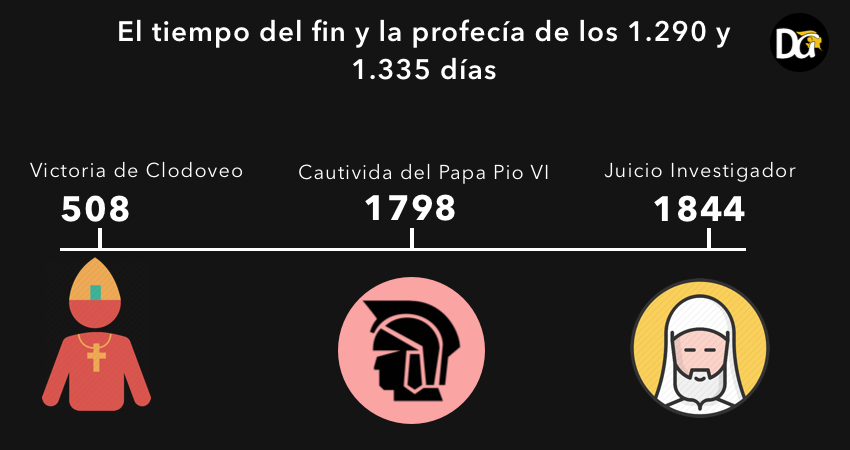 El tiempo del fin y la profecía de los 1.290 y
1.335 días
DG
Victoria de Clodoveo
508
Cautivida del Papa Pio VI
1798
Juicio Investigador
1844